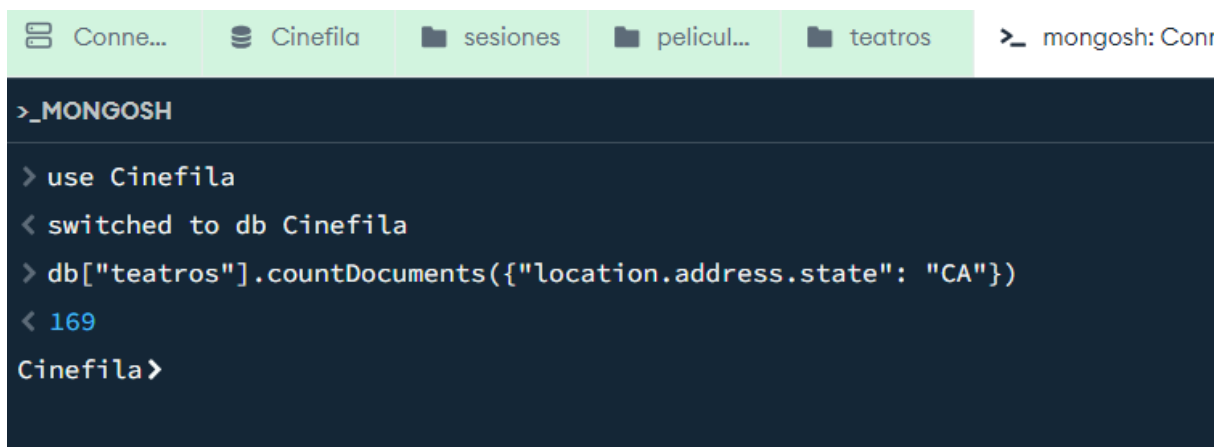 Conne... Cinefila sesiones pelicul... teatros >_ mongosh: Conn
>_MONGOSH
> use Cinefila
< switched to db Cinefila
> db["teatros"].countDocuments({"location.address.state": "CA"})
< 169
Cinefila>